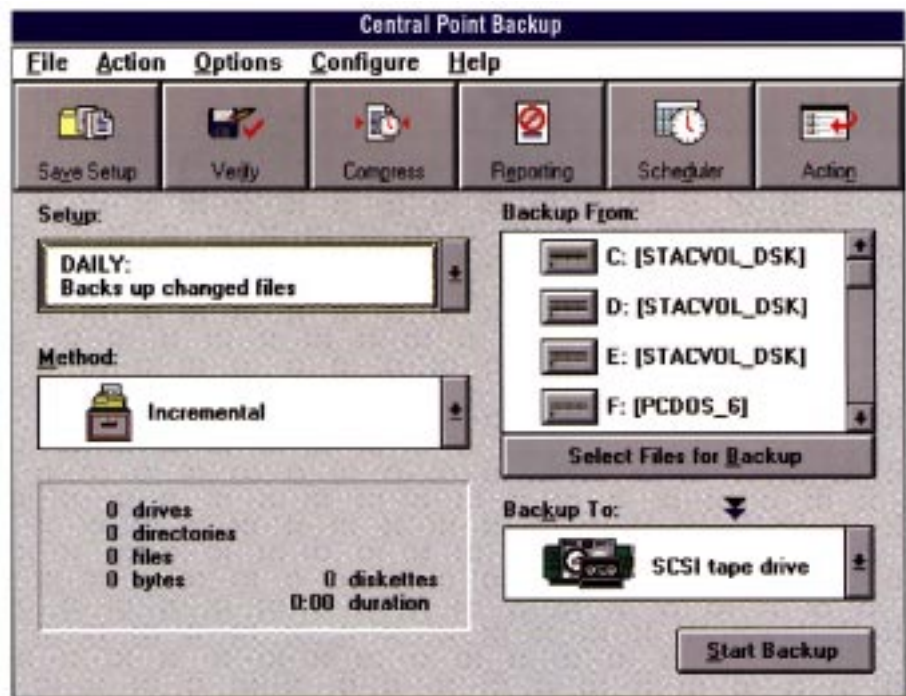 Central Point Backup
File Action Options Configure Help
Save Setup Verify Compress Reporting Scheduler Action
Setup:
DAILY:
Backs up changed files
Method:
Incremental
0 drives
0 directories
0 files
0 bytes 0 diskettes
0:00 duration
Backup From:
C: [STACVOL_DSK]
D: [STACVOL_DSK]
E: [STACVOL_DSK]
F: [PCDOS_6]
Select Files for Backup
Backup To:
SCSI tape drive
Start Backup